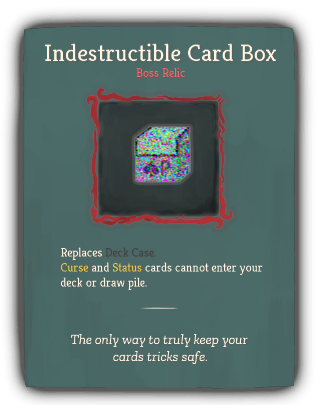 Indestructible Card Box
Boss Relic
Replaces Deck Case.
Curse and Status cards cannot enter your
deck or draw pile.
The only way to truly keep your
cards tricks safe.